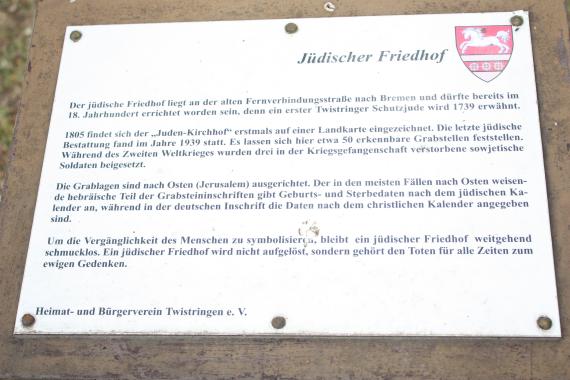 Jüdischer Friedhof
Der jüdische Friedhof liegt an der alten Fernverbindungsstraße nach Bremen und dürfte bereits im
18. Jahrhundert errichtet worden sein, denn ein erster Twistringer Schutzjude wird 1739 erwähnt.
1805 findet sich der „Juden-Kirchhof“ erstmals auf einer Landkarte eingezeichnet. Die letzte jüdische
Bestattung fand im Jahre 1939 statt. Es lassen sich hier etwa 50 erkennbare Grabstellen feststellen.
Während des Zweiten Weltkrieges wurden drei in der Kriegsgefangenschaft verstorbene sowjetische
Soldaten beigesetzt.
Die Grablagen sind nach Osten (Jerusalem) ausgerichtet. Der in den meisten Fällen nach Osten weisen-
de hebräische Teil der Grabsteininschriften gibt Geburts- und Sterbedaten nach dem jüdischen Ka-
lender an, während in der deutschen Inschrift die Daten nach dem christlichen Kalender angegeben
sind.
Um die Vergänglichkeit des Menschen zu symbolisieren, bleibt ein jüdischer Friedhof weitgehend
schmucklos. Ein jüdischer Friedhof wird nicht aufgelöst, sondern gehört den Toten für alle Zeiten zum
ewigen Gedenken.
Heimat- und Bürgerverein Twistringen e. V.